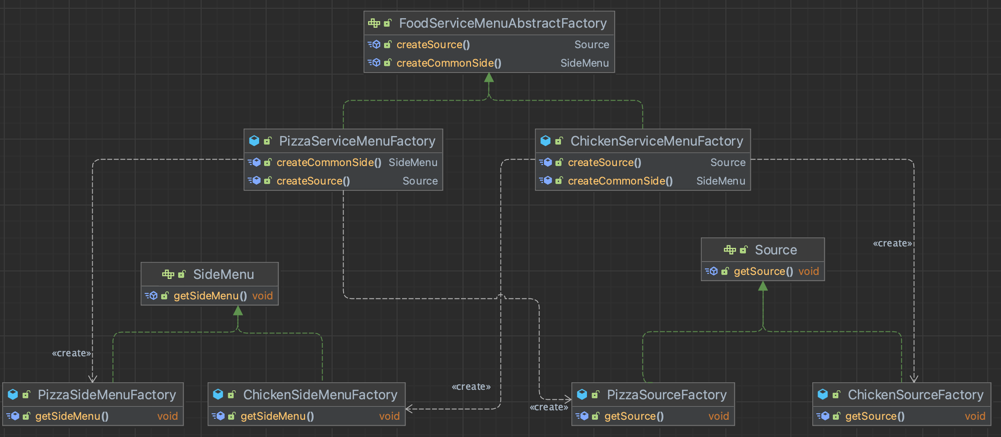 FoodServiceMenuAbstractFactory
createSource() Source
createCommonSide() SideMenu
PizzaServiceMenuFactory
createCommonSide() SideMenu
createSource() Source
ChickenServiceMenuFactory
createSource() Source
createCommonSide() SideMenu
Source
getSource() void
«create»
SideMenu
getSideMenu() void
«create»
«create»
«create»
PizzaSideMenuFactory
getSideMenu() void
ChickenSideMenuFactory
getSideMenu() void
PizzaSourceFactory
getSource() void
ChickenSourceFactory
getSource() void